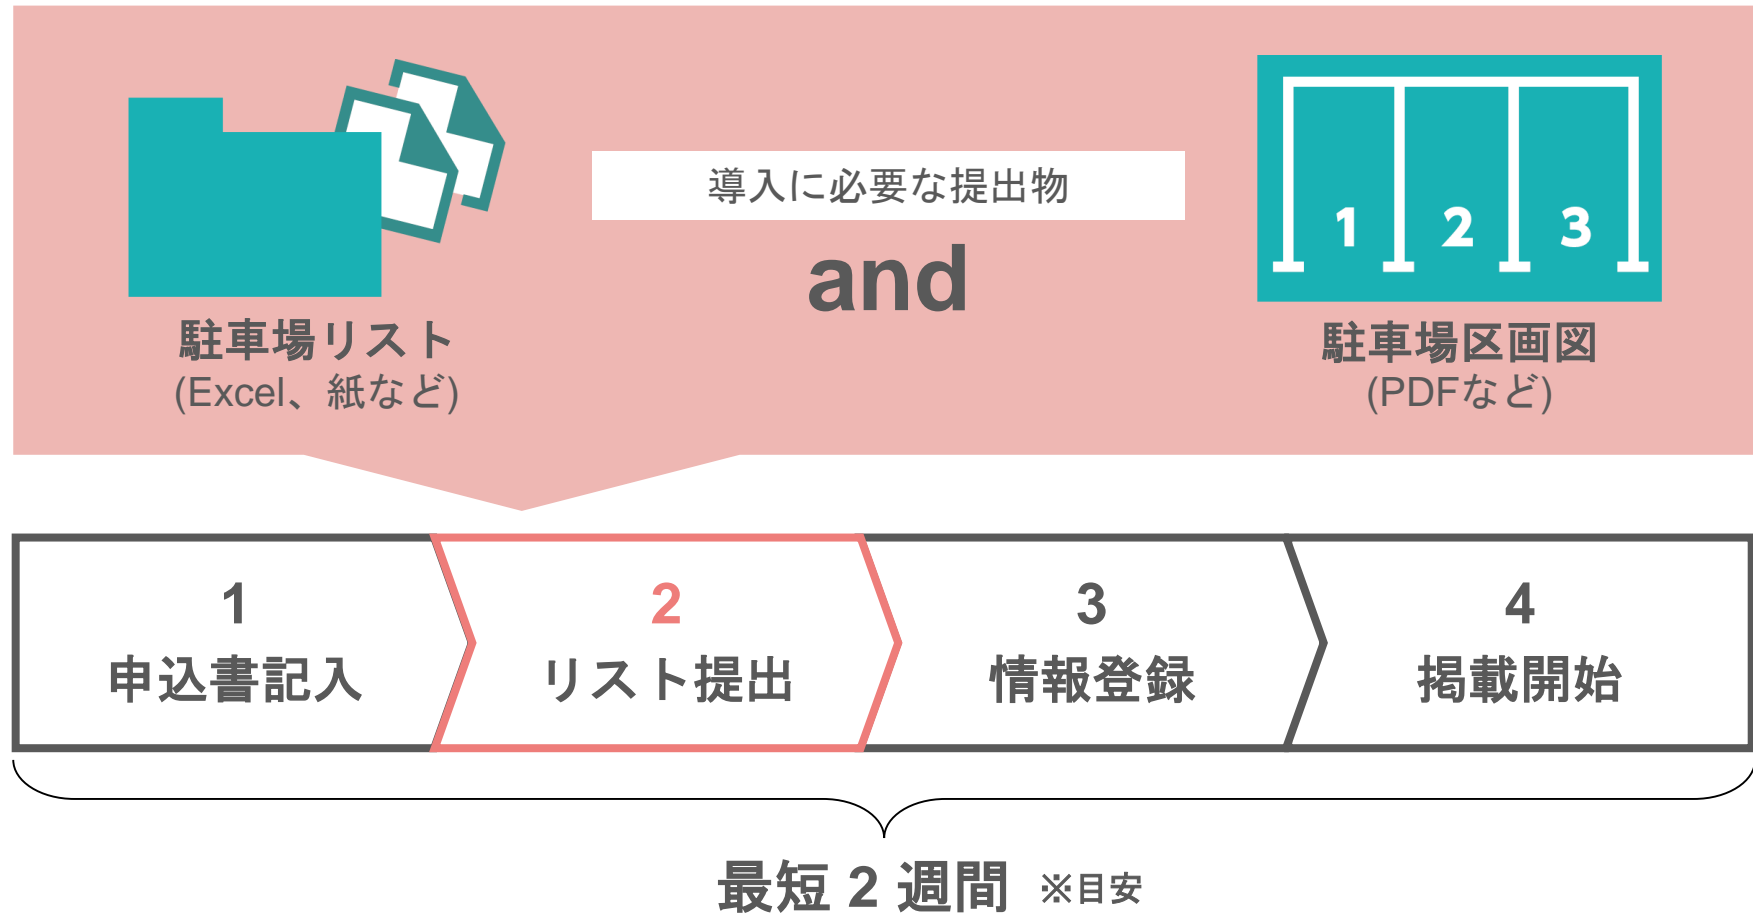 導入に必要な提出物
and
1 2 3
駐車場リスト
(Excel、紙など)
駐車場区画図
(PDFなど)
1
申込書記入
2
リスト提出
3
情報登録
4
掲載開始
最短 2 週間 ※目安